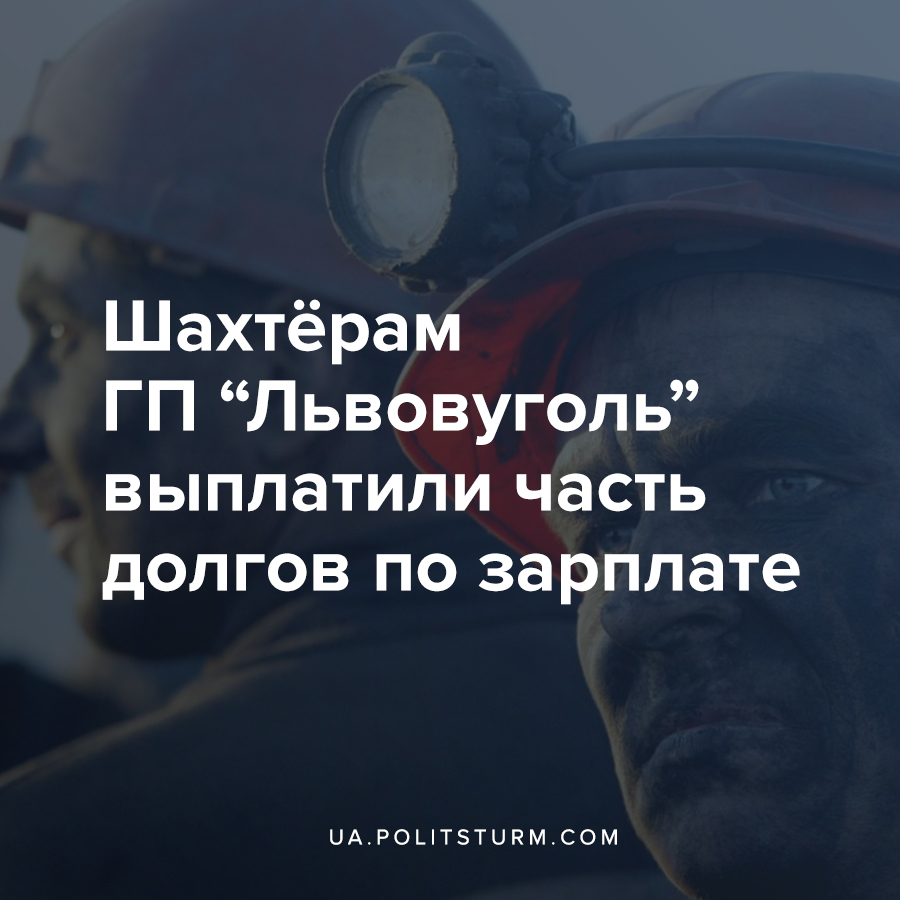 Шахтёрам
ГП “Львовуголь”
выплатили часть
долгов по зарплате
UA.POLITSTURM.COM